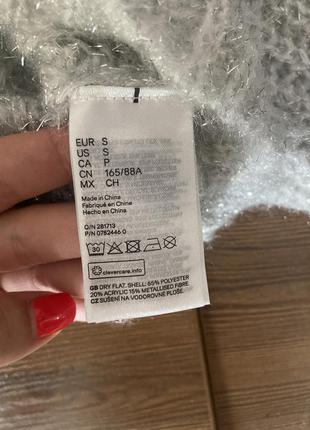 EUR S
US S
CA P
CN 165/88A
MX CH
Made in China
Fabriqué en Chine
Hecho en China
O/N 281713
P/N 0782446 0
30
clevercare.info
GB DRY FLAT. SHELL: 65% POLYESTER
20% ACRYLIC 15% METALLISED FIBRE
CZ SUŠENÍ NA VODOROVNÉ PLOŠE.